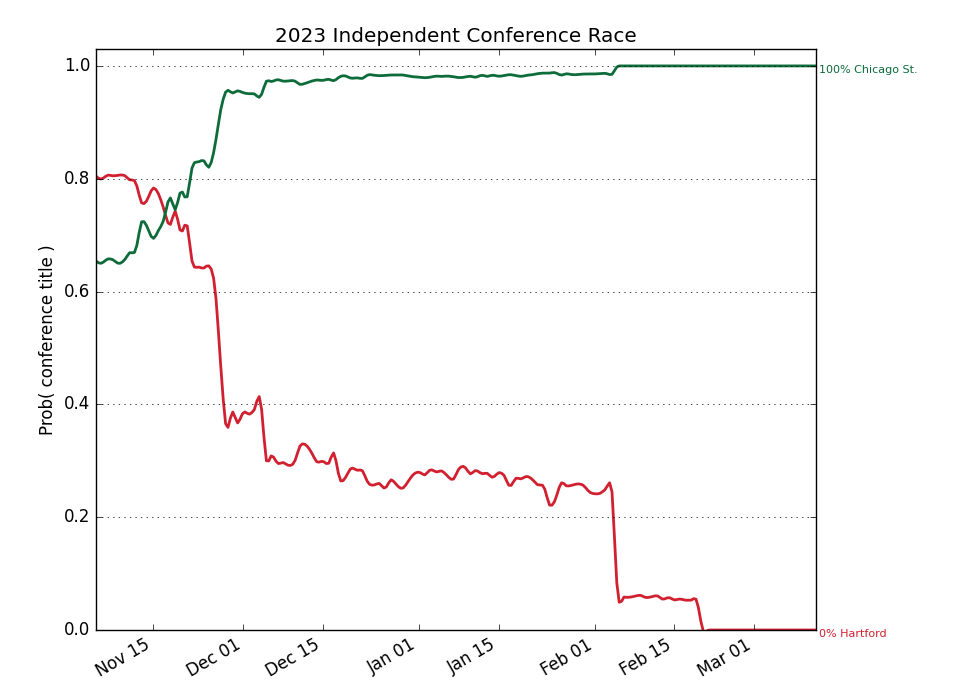 2023 Independent Conference Race
Prob( conference title )
1.0
0.8
0.6
0.4
0.2
0.0
100% Chicago St.
0% Hartford
Nov 15
Dec 01
Dec 15
Jan 01
Jan 15
Feb 01
Feb 15
Mar 01